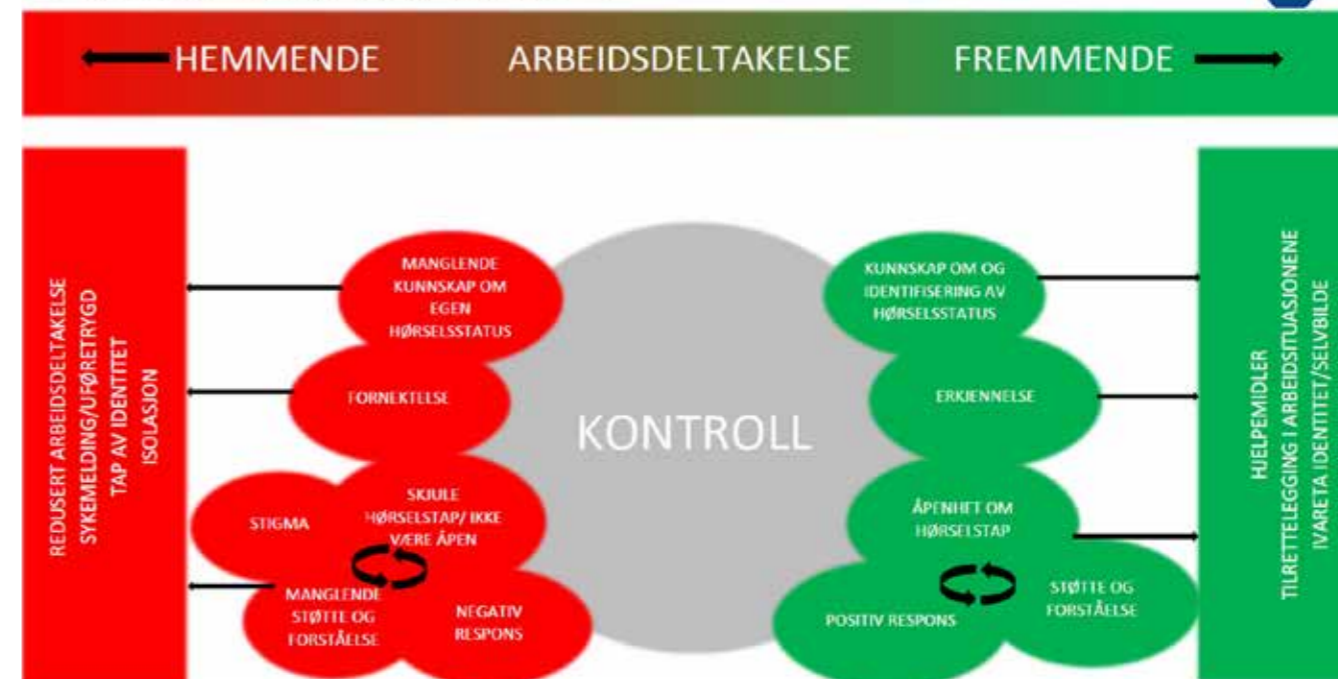 HEMMENDE
ARBEIDSDELTAKELSE
FREMMENDE
REDUSERT ARBEIDSDELTAKELSE
SYKEMELDING/UFØRETRYGD
TAP AV IDENTITET
ISOLASJON
MANGLENDE
KUNNSKAP OM
EGEN
HØRSELSSTATUS
FORNEKTELSE
STIGMA
SKJULE
HØRSELSTAP/ IKKE
VÆRE ÅPEN
MANGLENDE
STØTTE OG
FORSTÅELSE
NEGATIV
RESPONS
KONTROLL
KUNNSKAP OM OG
IDENTIFISERING AV
HØRSELSSTATUS
ERKJENNELSE
ÅPENHET OM
HØRSELSTAP
POSITIV RESPONS
STØTTE OG
FORSTÅELSE
HJELPEMIDLER
TILRETTELEGGING I ARBEIDSITUASJONENE
IVARETA IDENTITET/SELVBILDE